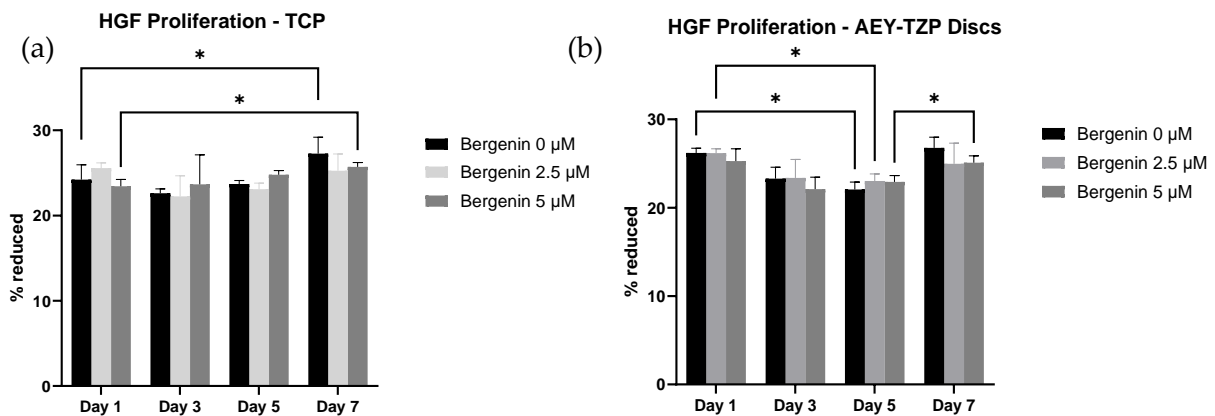 (a)
HGF Proliferation - TCP
*
*
% reduced
30
20
10
0
Day 1 Day 3 Day 5 Day 7
Bergenin 0 µM
Bergenin 2.5 µM
Bergenin 5 µM
(b)
HGF Proliferation - AEY-TZP Discs
*
* *
% reduced
30
20
10
0
Day 1 Day 3 Day 5 Day 7
Bergenin 0 µM
Bergenin 2.5 µM
Bergenin 5 µM